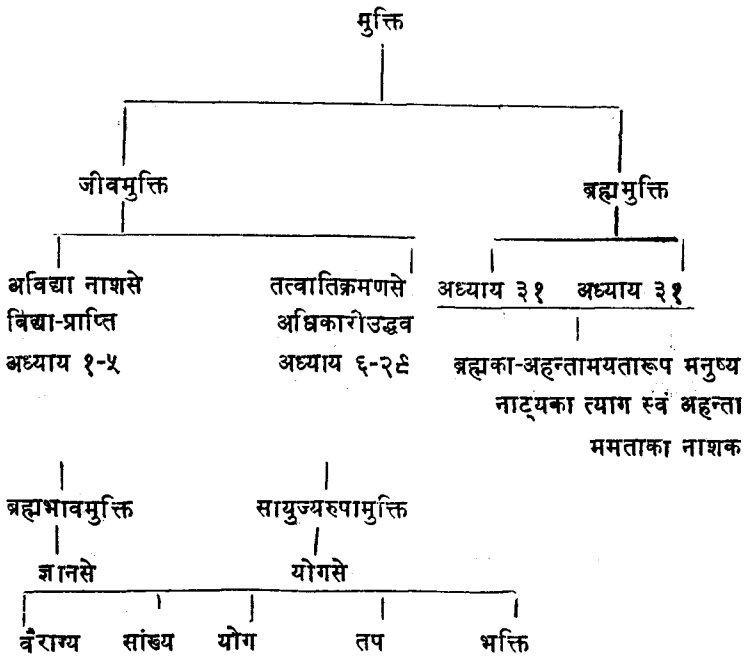 मुक्ति
जीवमुक्ति ब्रह्ममुक्ति
अविद्या नाशसे तत्वातिक्रमणसे अध्याय ३१ अध्याय ३१
विद्या-प्राप्ति अधिकारीउद्धव
अध्याय १-५ अध्याय ६-२९ ब्रह्मका-अहन्तामयतारूप मनुष्य
नाट्यका त्याग स्वं अहन्ता
ममताका नाशक
ब्रह्मभावमुक्ति सायुज्यरुपामुक्ति
ज्ञानसे योगसे
वैराग्य सांख्य योग तप भक्ति